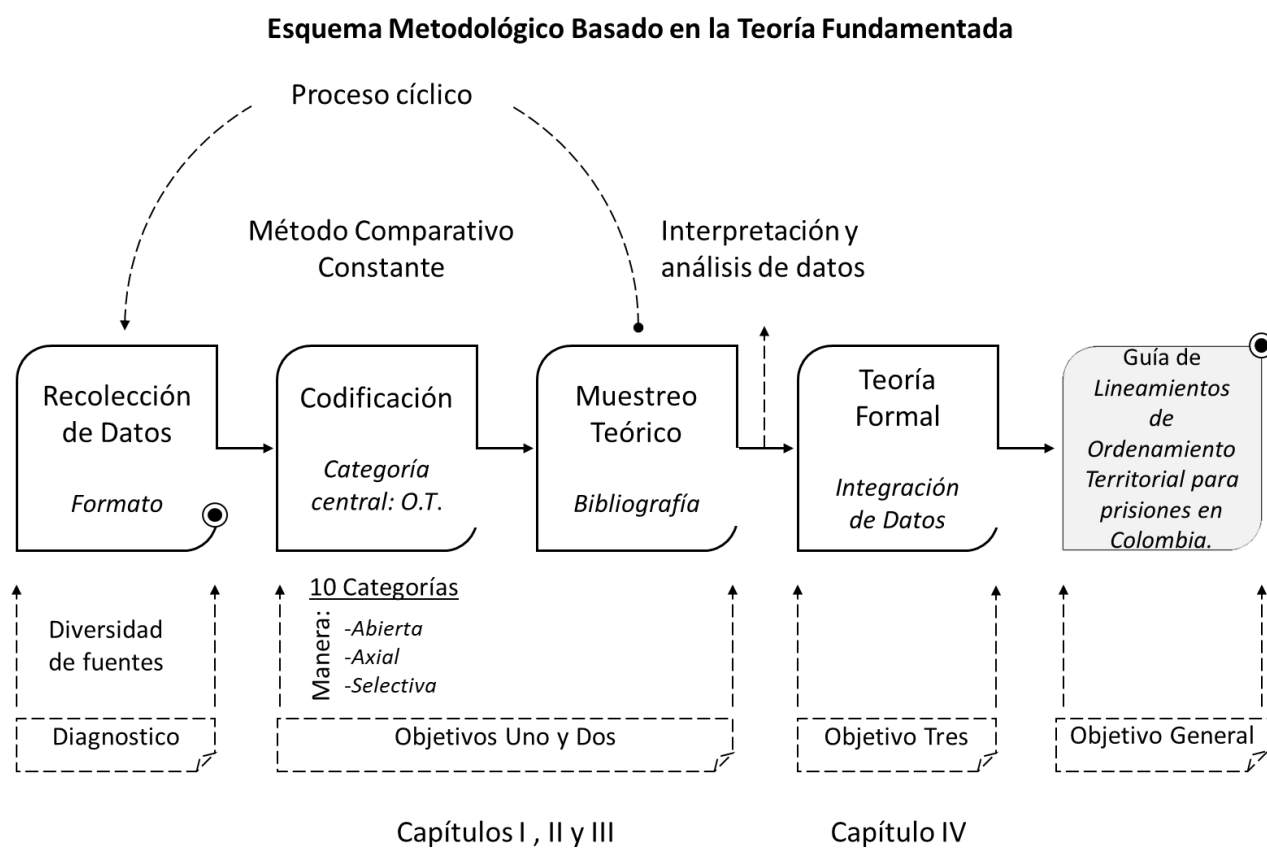 Esquema Metodológico Basado en la Teoría Fundamentada
Proceso cíclico
Método Comparativo
Constante
Interpretación y
análisis de datos
Recolección
de Datos
Formato
Codificación
Categoría
central: O.T.
Muestreo
Teórico
Bibliografía
Teoría
Formal
Integración
de Datos
Guía de
Lineamientos
de
Ordenamiento
Territorial para
prisiones en
Colombia.
Diversidad
de fuentes
10 Categorías
Manera:
-Abierta
-Axial
-Selectiva
Diagnostico
Objetivos Uno y Dos
Objetivo Tres
Objetivo General
Capítulos I , II y III
Capítulo IV